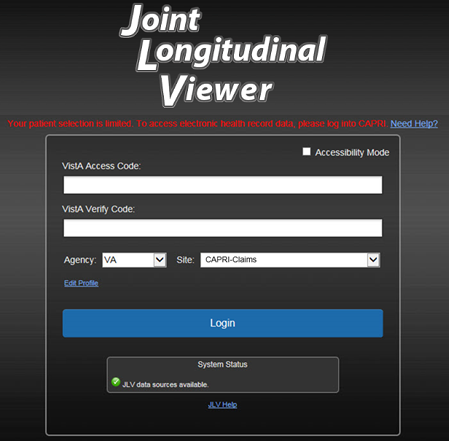 Joint
Longitudinal
Viewer
Your patient selection is limited. To access electronic health record data, please log into CAPRI. Need Help?
Accessibility Mode
VistA Access Code:
VistA Verify Code:
Agency: VA Site: CAPRI-Claims
Edit Profile
Login
System Status
JLV data sources available.
JLV Help